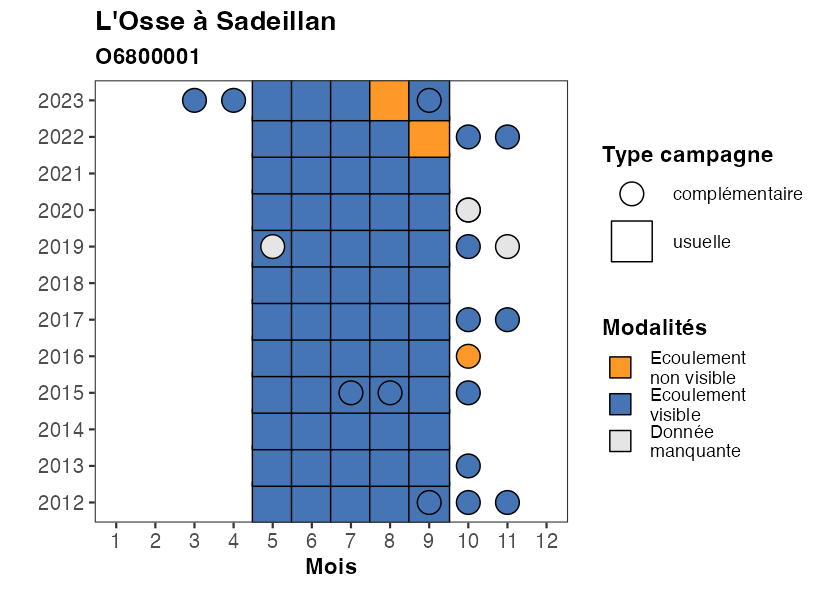 L'Osse à Sadeillan
O6800001
2023
2022
2021
2020
2019
2018
2017
2016
2015
2014
2013
2012
1 2 3 4 5 6 7 8 9 10 11 12
Mois
Type campagne
complémentaire
usuelle
Modalités
Ecoulement
non visible
Ecoulement
visible
Donnée
manquante